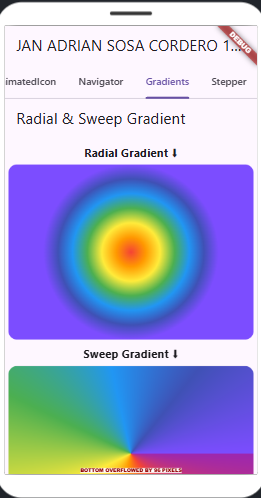 JAN ADRIAN SOSA CORDERO 1...
DEBUG
imatedIcon Navigator Gradients Stepper
Radial & Sweep Gradient
Radial Gradient ⬇
Sweep Gradient ⬇
BOTTOM OVERFLOWED BY 96 PIXELS